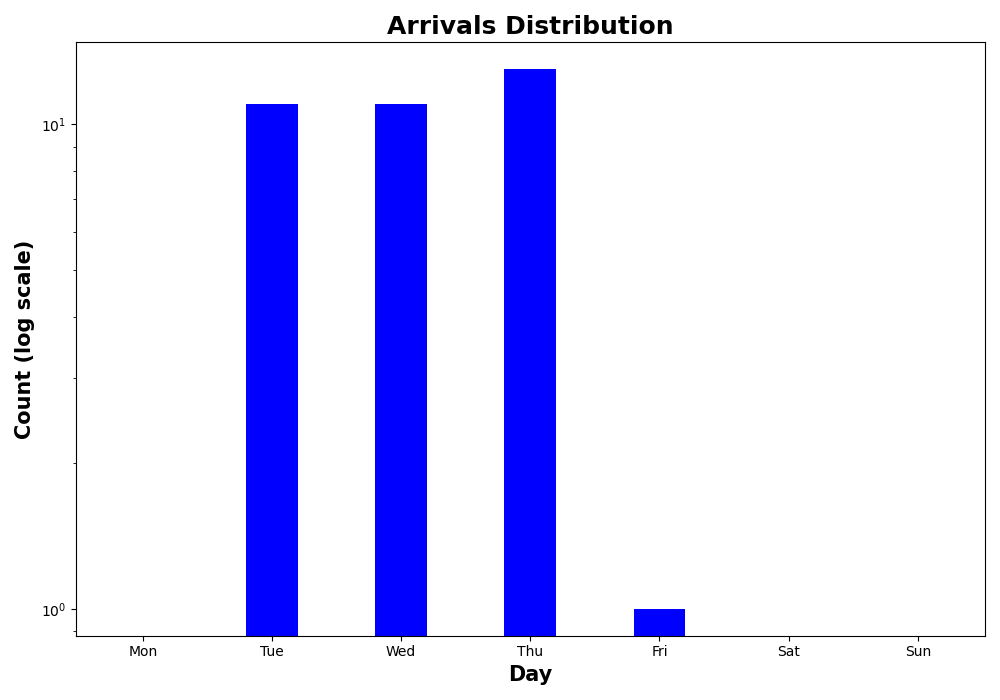 Arrivals Distribution
Count (log scale)
10¹
10⁰
Mon Tue Wed Thu Fri Sat Sun
Day